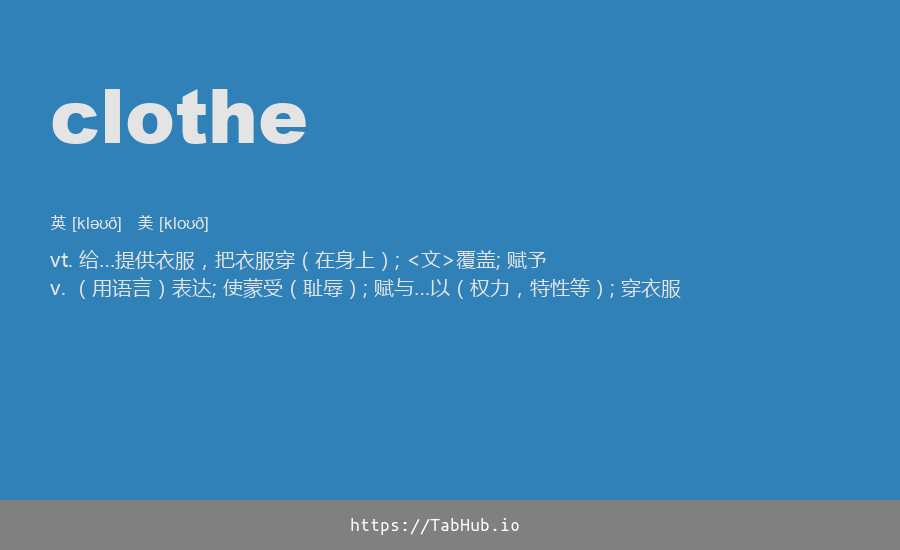 clothe
英 [kləʊð] 美 [kloʊð]
vt. 给...提供衣服，把衣服穿（在身上）; <文>覆盖; 赋予
v. （用语言）表达; 使蒙受（耻辱）; 赋与...以（权力，特性等）; 穿衣服
https://TabHub.io